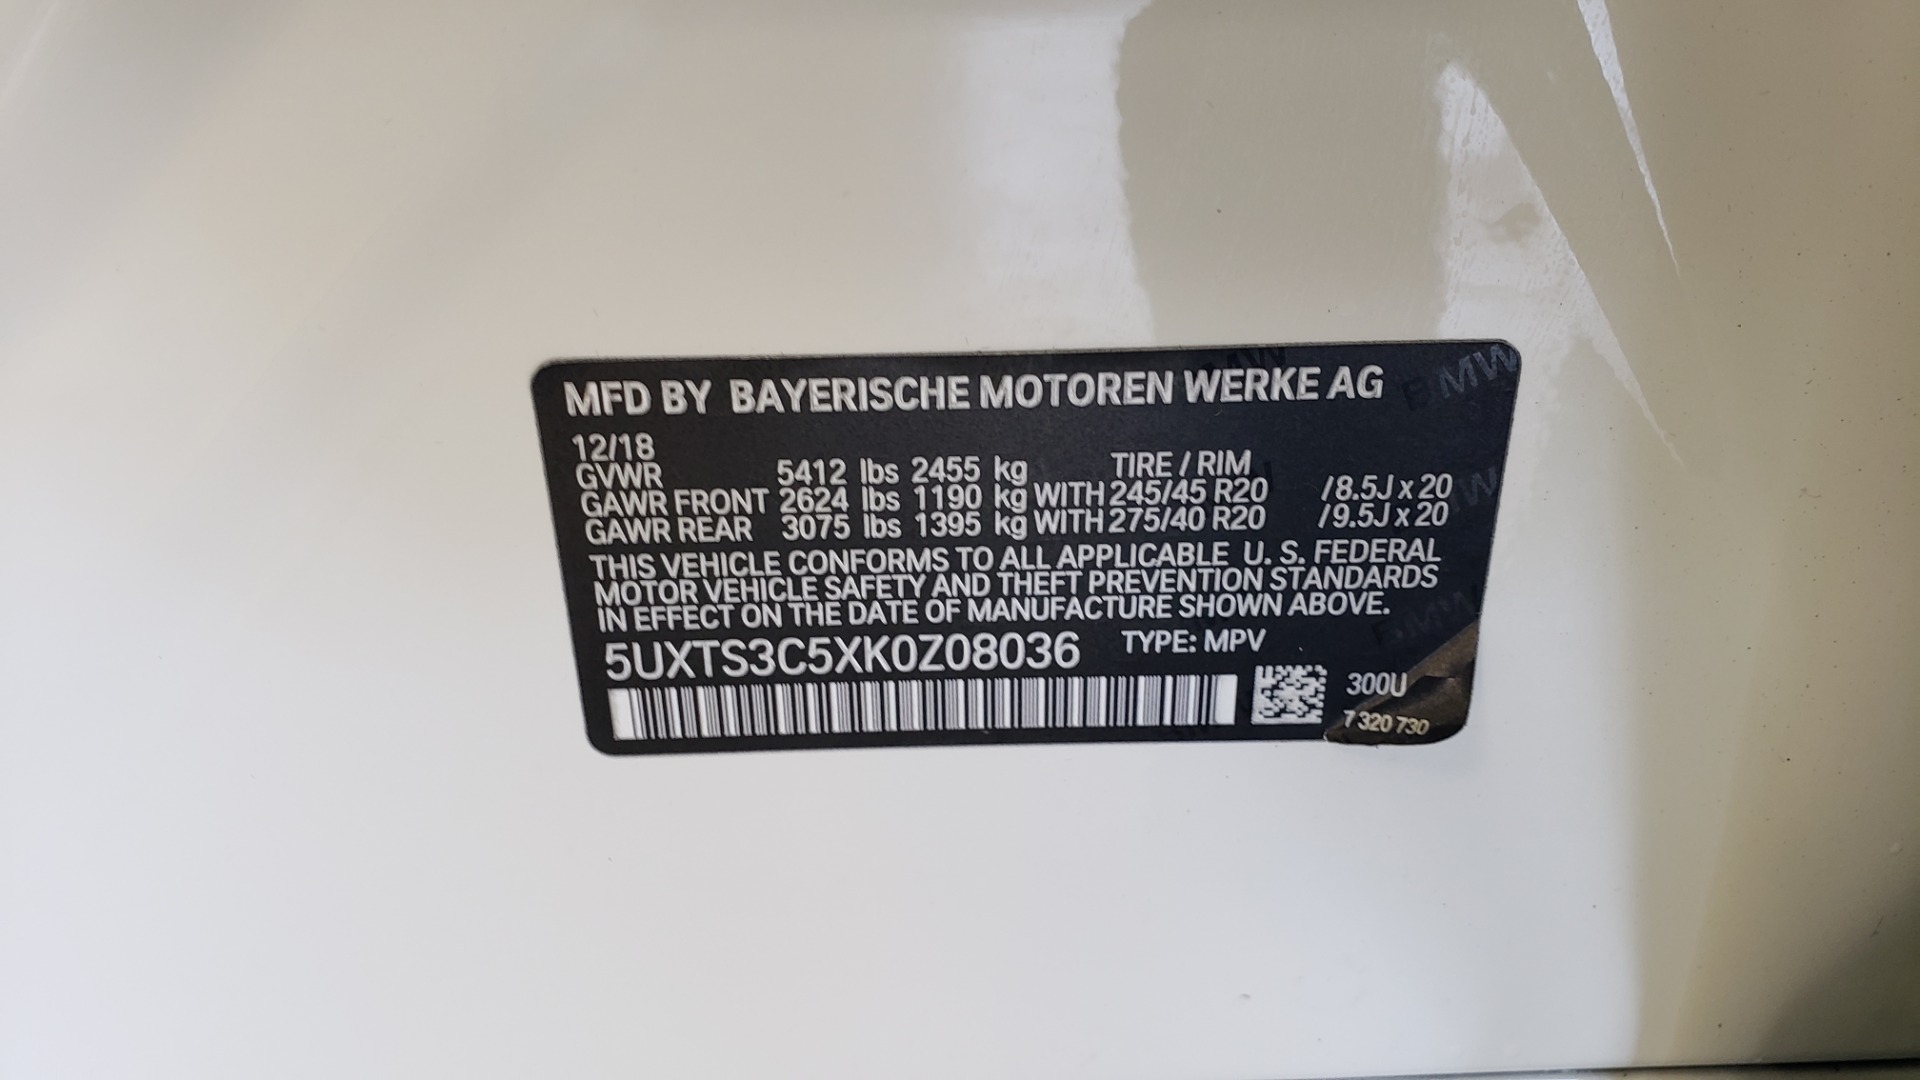 MFD BY BAYERISCHE MOTOREN WERKE AG
12/18
GVWR 5412 lbs 2455 kg TIRE / RIM
GAWR FRONT 2624 lbs 1190 kg WITH 245/45 R20 /8.5J x 20
GAWR REAR 3075 lbs 1395 kg WITH 275/40 R20 /9.5J x 20
THIS VEHICLE CONFORMS TO ALL APPLICABLE U. S. FEDERAL
MOTOR VEHICLE SAFETY AND THEFT PREVENTION STANDARDS
IN EFFECT ON THE DATE OF MANUFACTURE SHOWN ABOVE.
5UXTS3C5XK0Z08036 TYPE: MPV
300U
7 320 730
BMW